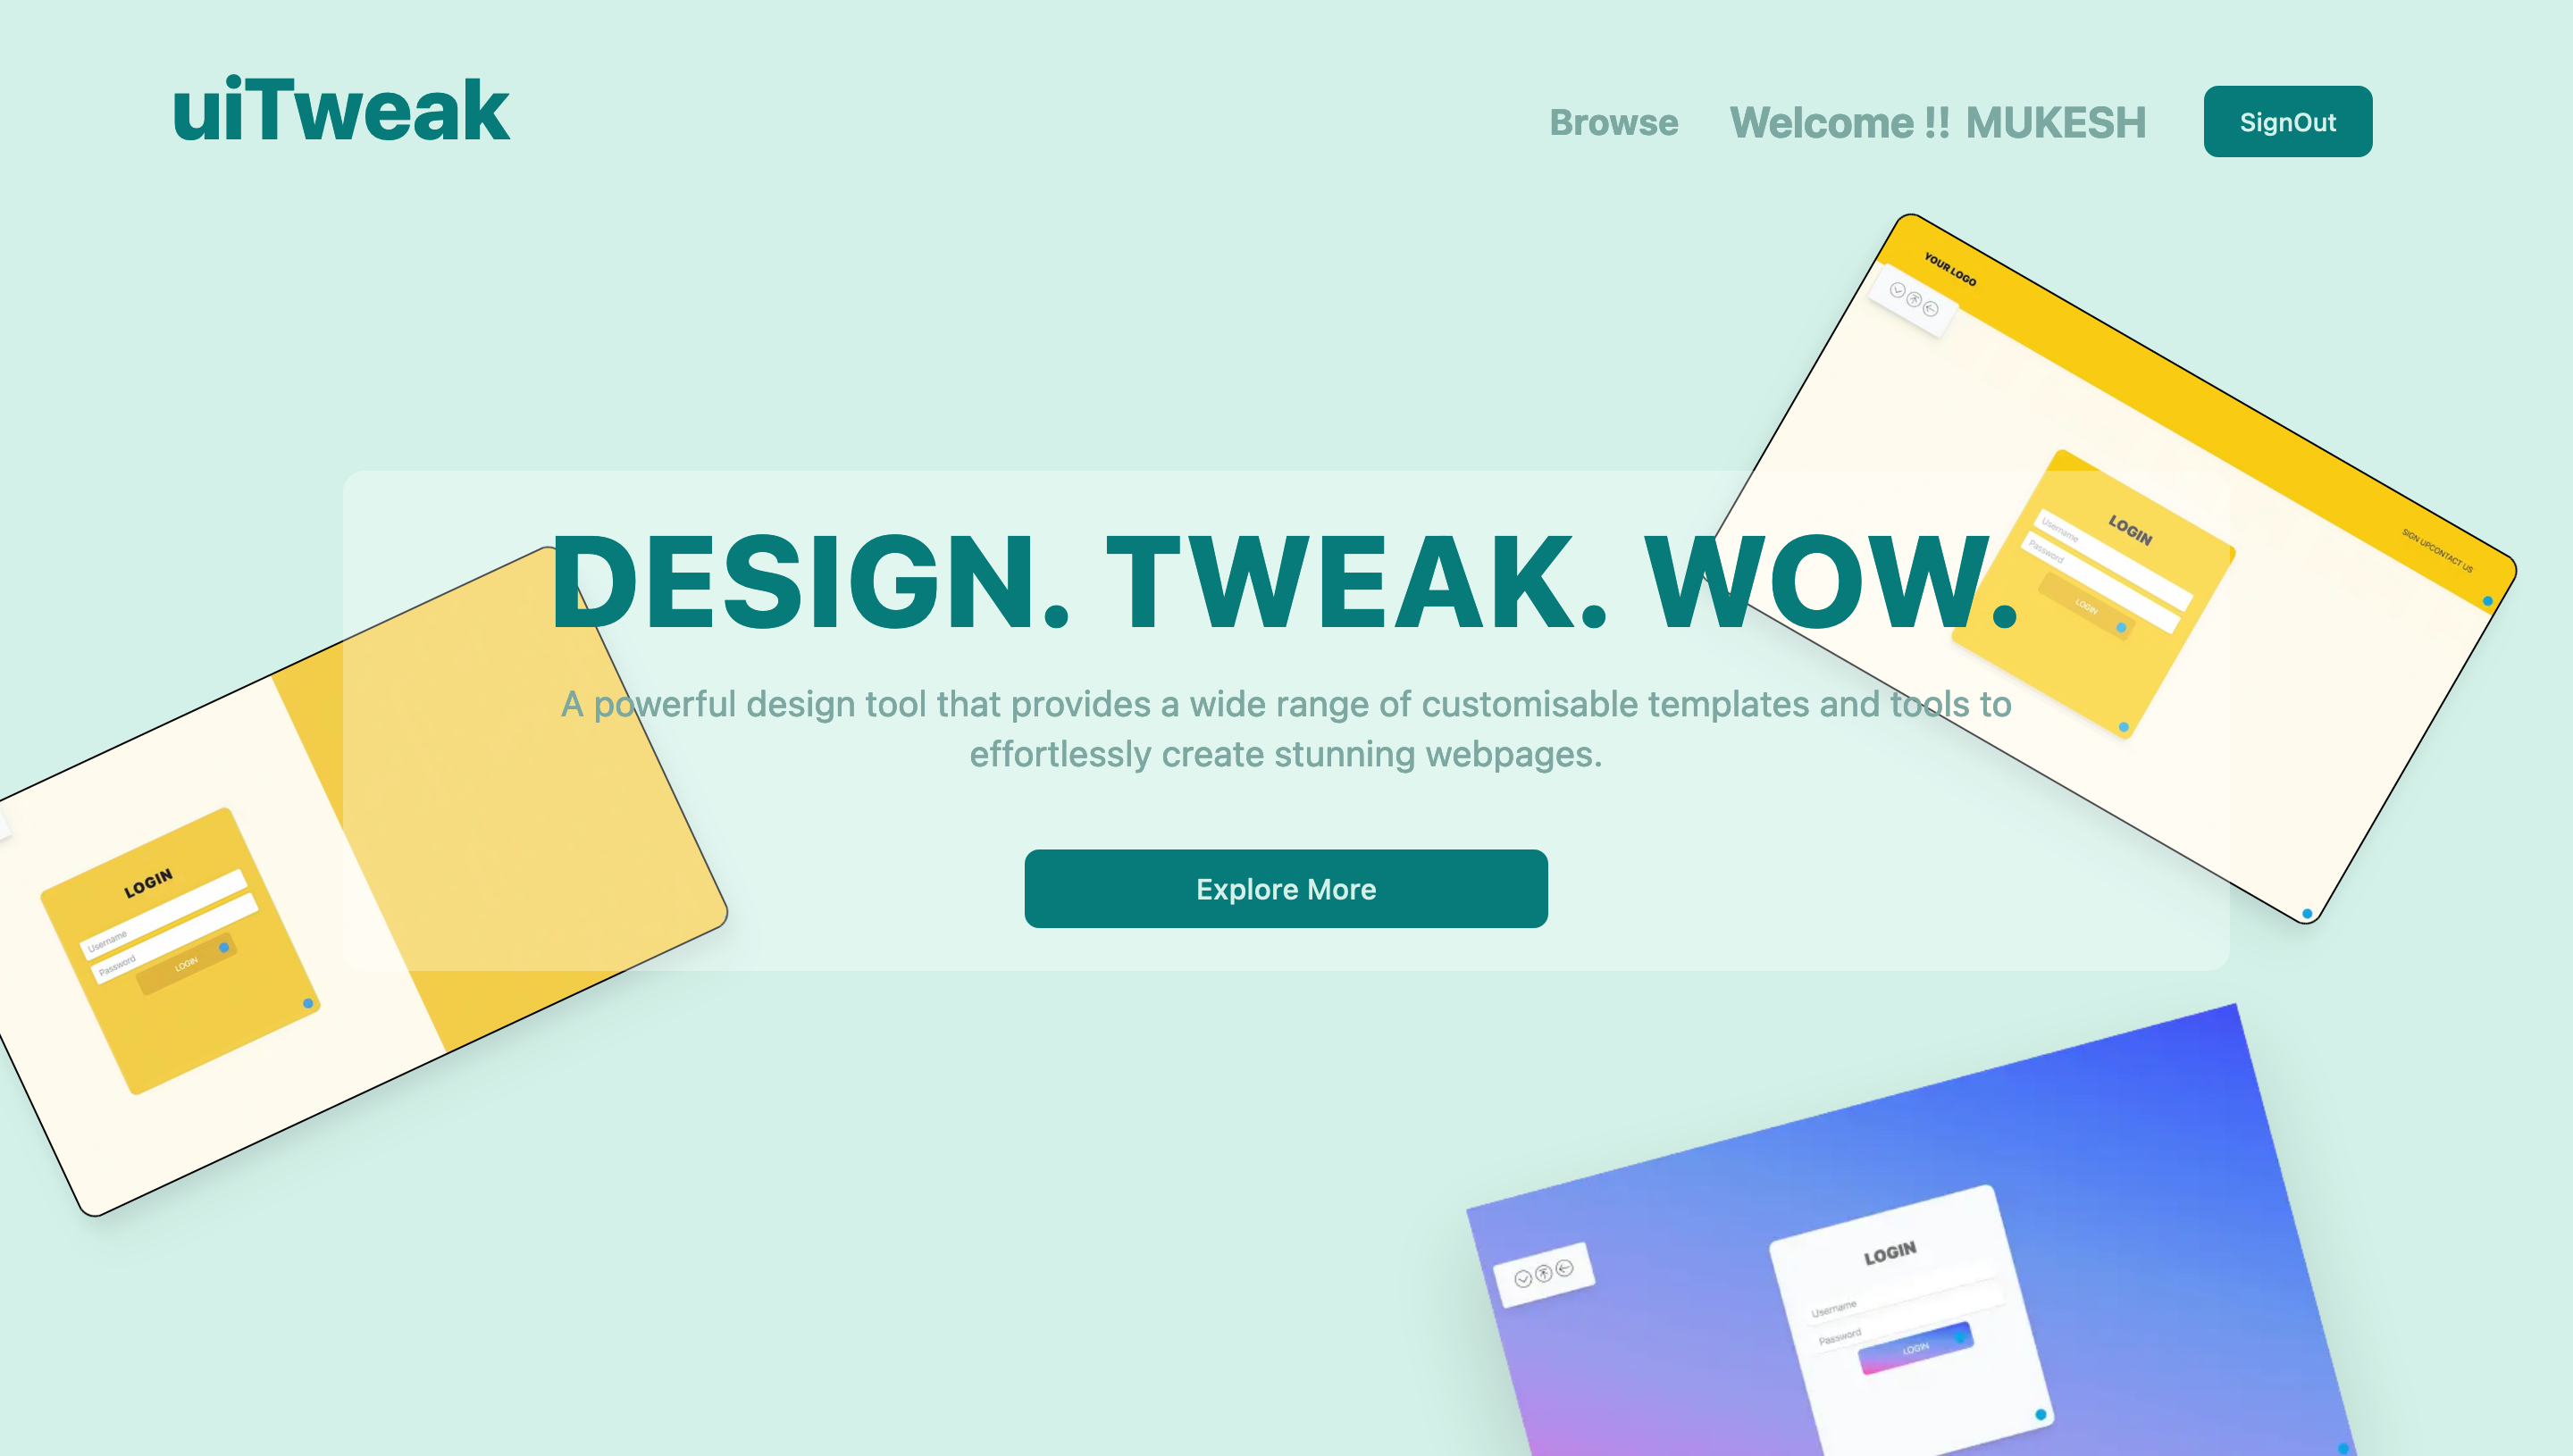 uiTweak
Browse
Welcome !! MUKESH
SignOut
YOUR LOGO
SIGN UPCONTACT US
LOGIN
Username
Password
LOGIN
DESIGN. TWEAK. WOW.
A powerful design tool that provides a wide range of customisable templates and tools to
effortlessly create stunning webpages.
Explore More
LOGIN
Username
Password
LOGIN
LOGIN
Username
Password
LOGIN